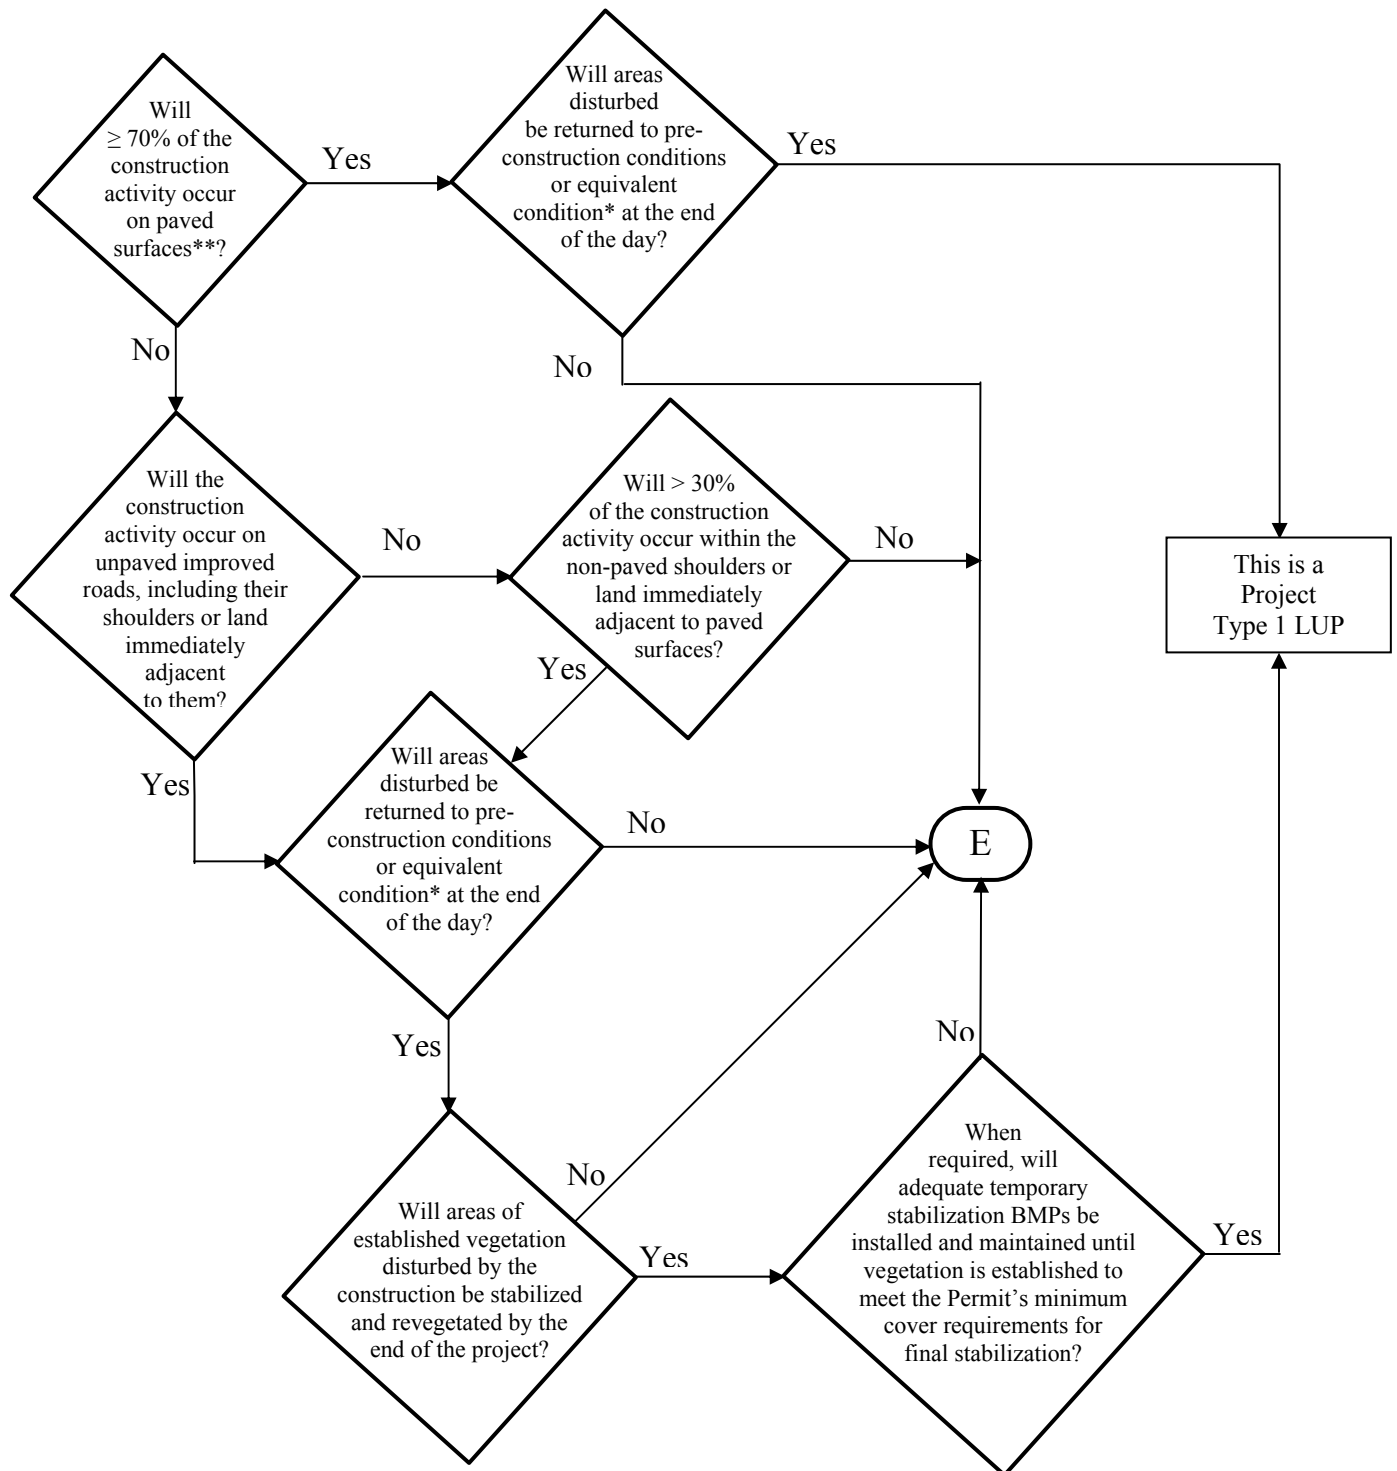 Will
≥ 70% of the
construction
activity occur
on paved
surfaces**?
Yes
Will areas
disturbed
be returned to pre-
construction conditions
or equivalent
condition* at the end
of the day?
Yes
No
No
Will the
construction
activity occur on
unpaved improved
roads, including their
shoulders or land
immediately
adjacent
to them?
No
Will > 30%
of the construction
activity occur within the
non-paved shoulders or
land immediately
adjacent to paved
surfaces?
No
This is a
Project
Type 1 LUP
Yes
Yes
Will areas
disturbed be
returned to pre-
construction conditions
or equivalent
condition* at the end
of the day?
No
E
Yes
No
No
Will areas of
established vegetation
disturbed by the
construction be stabilized
and revegetated by the
end of the project?
Yes
When
required, will
adequate temporary
stabilization BMPs be
installed and maintained until
vegetation is established to
meet the Permit's minimum
cover requirements for
final stabilization?
Yes